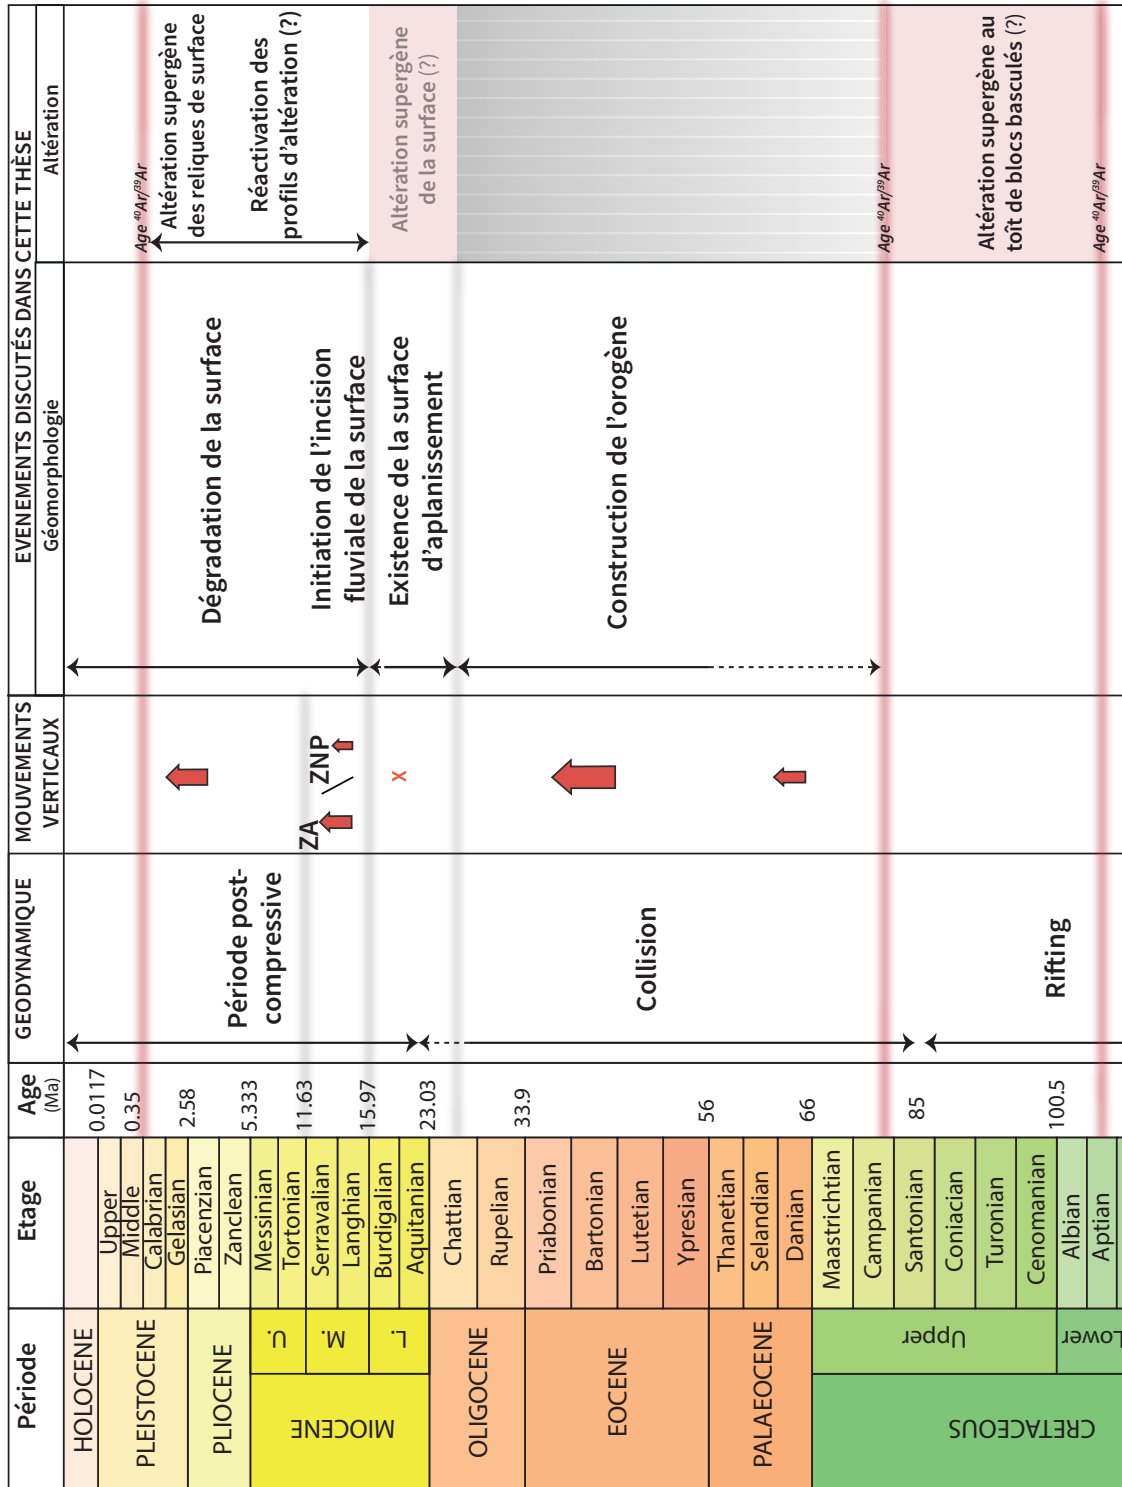 Période
Etage
Age
(Ma)
GEODYNAMIQUE
MOUVEMENTS
VERTICAUX
EVENEMENTS DISCUTÉS DANS CETTE THÈSE
Géomorphologie
Altération
HOLOCENE
PLEISTOCENE
PLIOCENE
MIOCENE
U.
M.
L.
OLIGOCENE
EOCENE
PALAEOCENE
CRETACEOUS
Upper
Lower
Upper
Middle
Calabrian
Gelasian
Piacenzian
Zanclean
Messinian
Tortonian
Serravalian
Langhian
Burdigalian
Aquitanian
Chattian
Rupelian
Priabonian
Bartonian
Lutetian
Ypresian
Thanetian
Selandian
Danian
Maastrichtian
Campanian
Santonian
Coniacian
Turonian
Cenomanian
Albian
Aptian
0.0117
0.35
2.58
5.333
11.63
15.97
23.03
33.9
56
66
85
100.5
Période post-
compressive
Collision
Rifting
ZA / ZNP
X
Dégradation de la surface
Initiation de l'incision
fluviale de la surface
Existence de la surface
d'aplanissement
Construction de l'orogène
Age ⁴⁰Ar/³⁹Ar
Altération supergène
des reliques de surface
Réactivation des
profils d'altération (?)
Altération supergène
de la surface (?)
Age ⁴⁰Ar/³⁹Ar
Altération supergène au
toît de blocs basculés (?)
Age ⁴⁰Ar/³⁹Ar